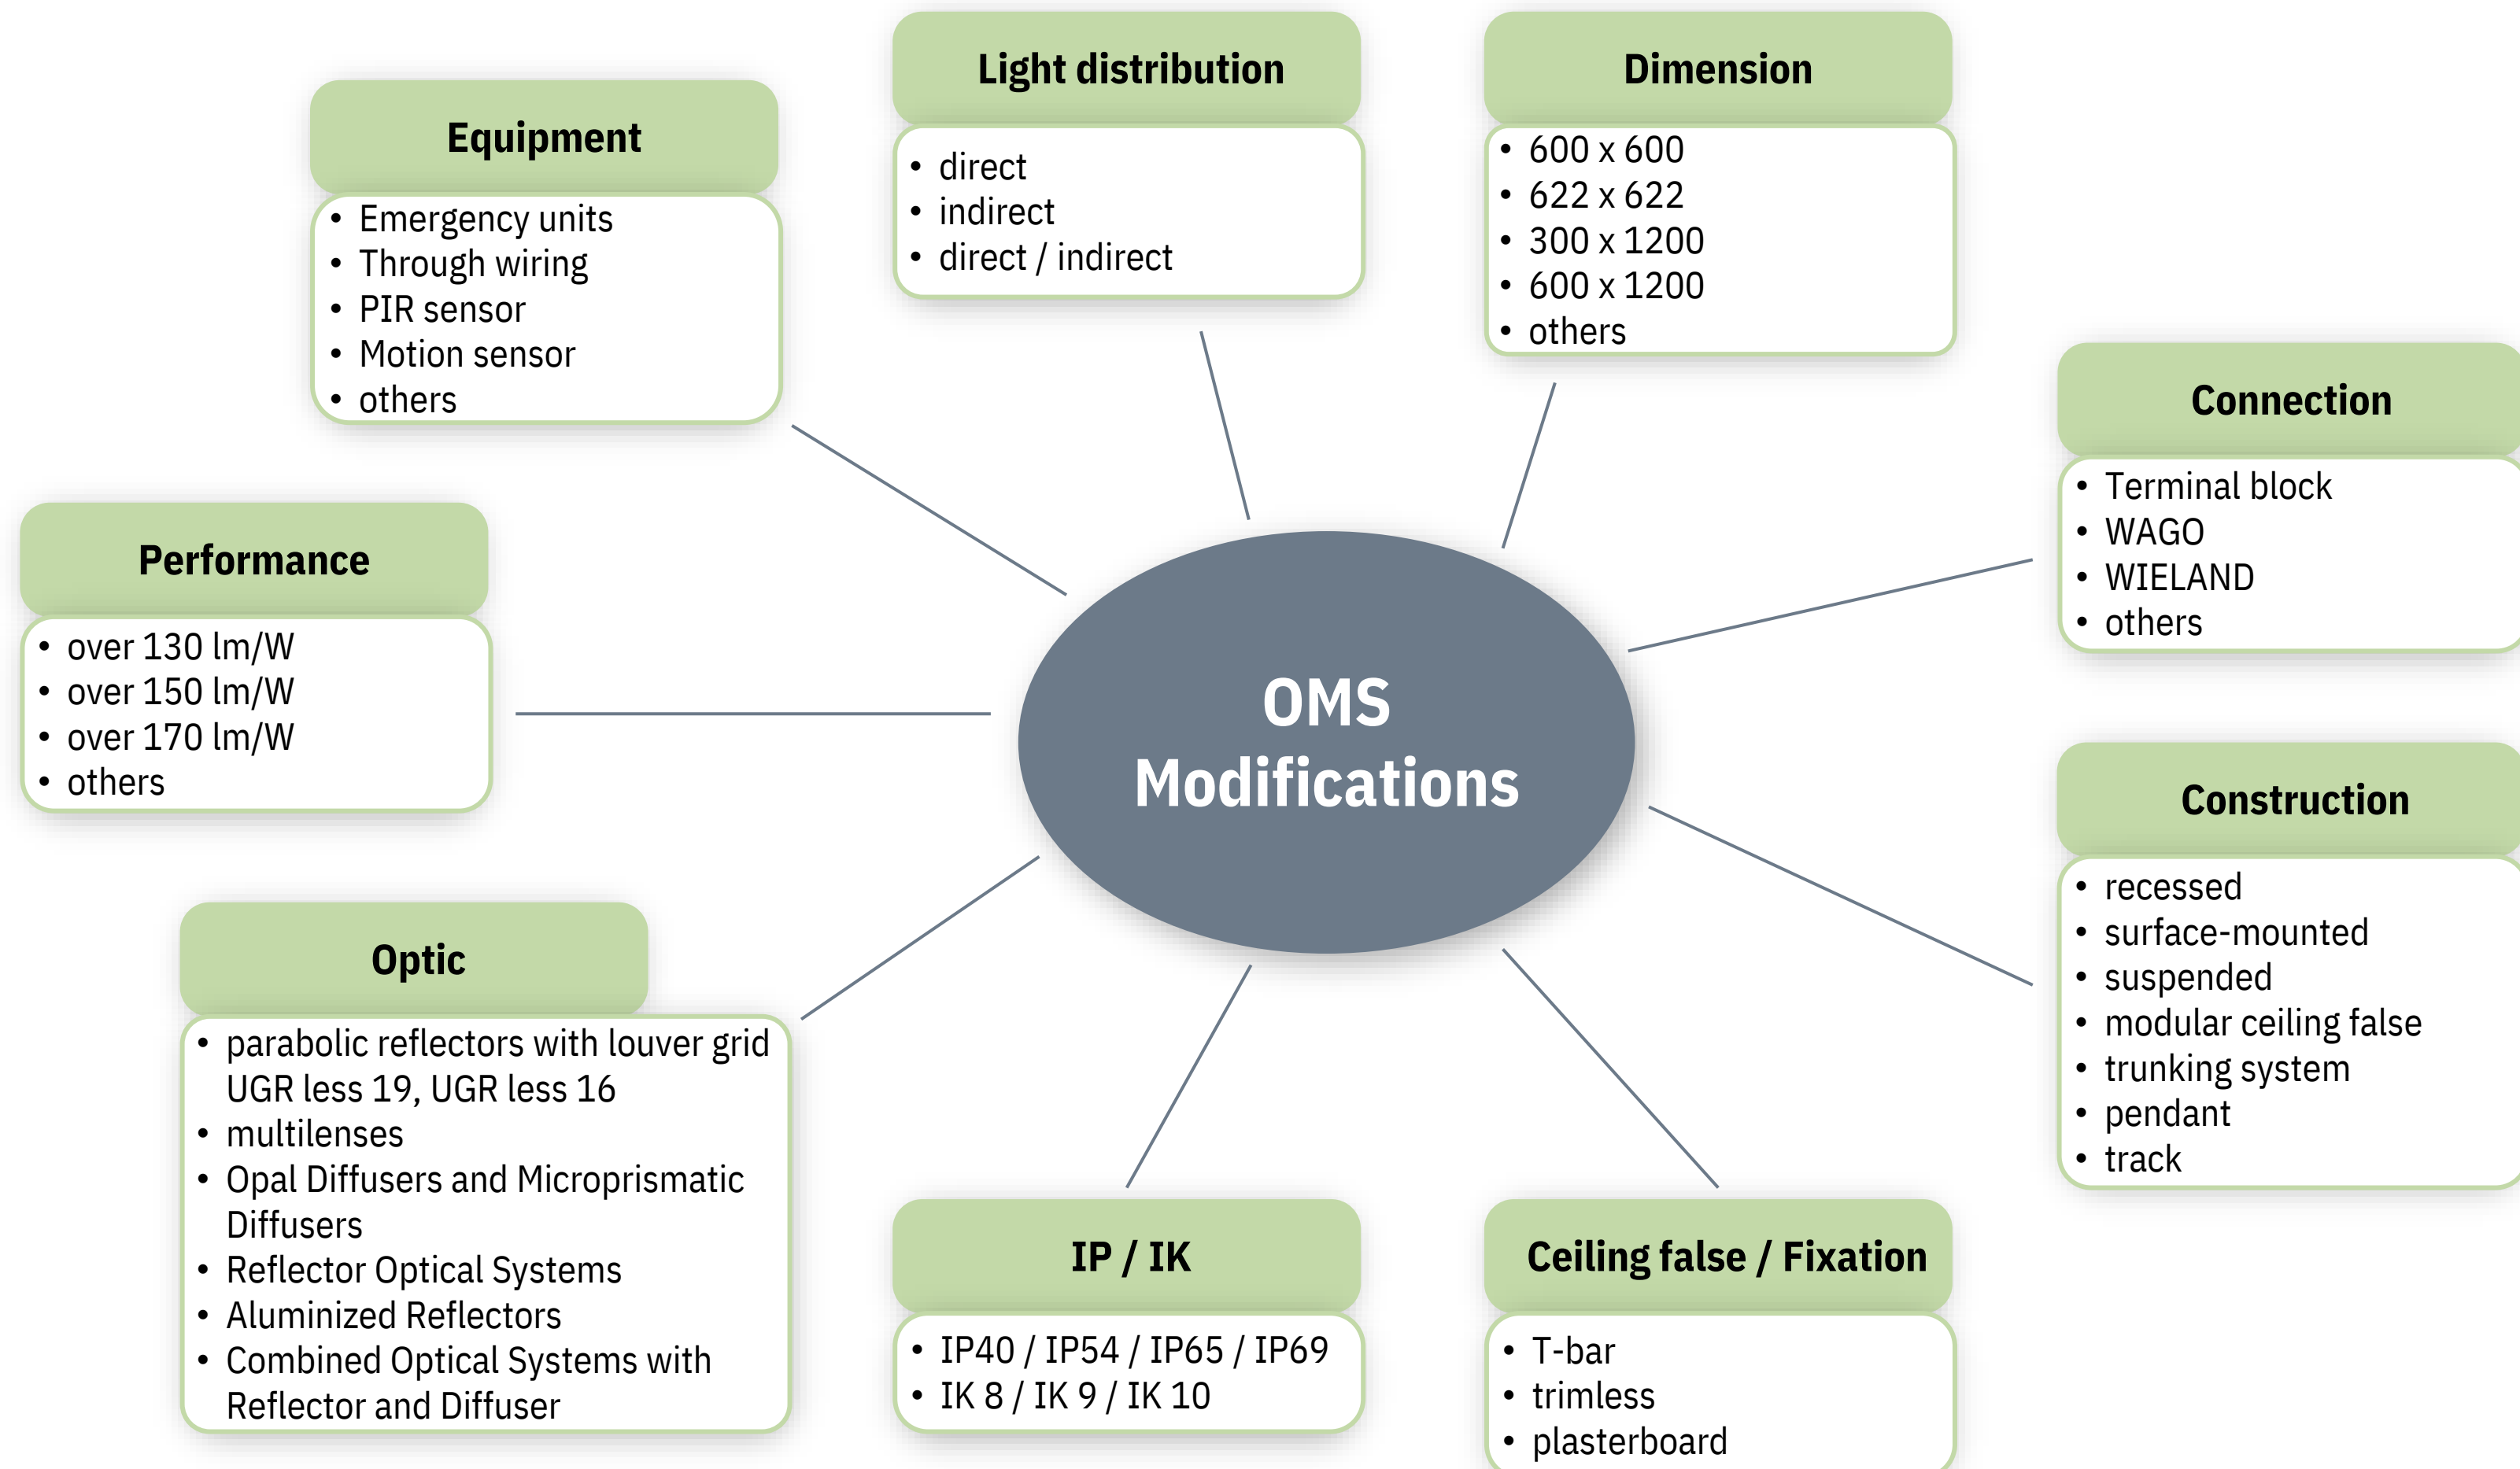 Light distribution
• direct
• indirect
• direct / indirect
Dimension
• 600 x 600
• 622 x 622
• 300 x 1200
• 600 x 1200
• others
Equipment
• Emergency units
• Through wiring
• PIR sensor
• Motion sensor
• others
Connection
• Terminal block
• WAGO
• WIELAND
• others
Performance
• over 130 lm/W
• over 150 lm/W
• over 170 lm/W
• others
OMS
Modifications
Construction
• recessed
• surface-mounted
• suspended
• modular ceiling false
• trunking system
• pendant
• track
Optic
• parabolic reflectors with louver grid
UGR less 19, UGR less 16
• multilenses
• Opal Diffusers and Microprismatic
Diffusers
• Reflector Optical Systems
• Aluminized Reflectors
• Combined Optical Systems with
Reflector and Diffuser
IP / IK
• IP40 / IP54 / IP65 / IP69
• IK 8 / IK 9 / IK 10
Ceiling false / Fixation
• T-bar
• trimless
• plasterboard